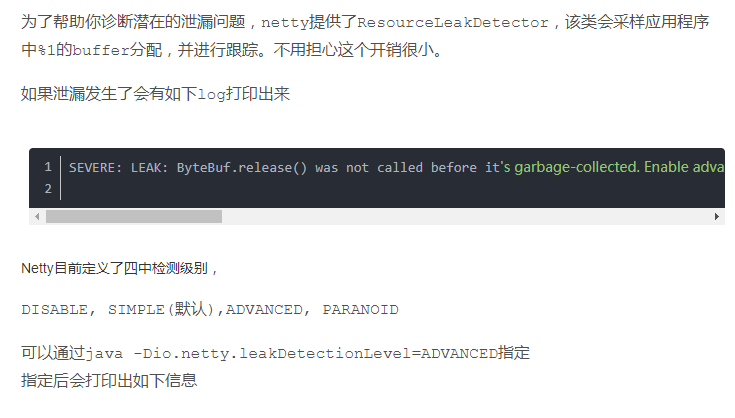 为了帮助你诊断潜在的泄漏问题，netty提供了ResourceLeakDetector，该类会采样应用程序
中%1的buffer分配，并进行跟踪。不用担心这个开销很小。
如果泄漏发生了会有如下log打印出来
1 SEVERE: LEAK: ByteBuf.release() was not called before it's garbage-collected. Enable adva
2
Netty目前定义了四中检测级别，
DISABLE, SIMPLE(默认),ADVANCED, PARANOID
可以通过java -Dio.netty.leakDetectionLevel=ADVANCED指定
指定后会打印出如下信息